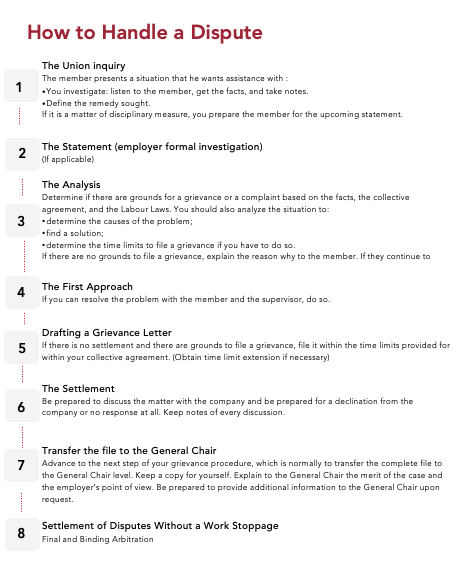 How to Handle a Dispute
1
The Union inquiry
The member presents a situation that he wants assistance with :
•You investigate: listen to the member, get the facts, and take notes.
•Define the remedy sought.
If it is a matter of disciplinary measure, you prepare the member for the upcoming statement.
2
The Statement (employer formal investigation)
(If applicable)
3
The Analysis
Determine if there are grounds for a grievance or a complaint based on the facts, the collective
agreement, and the Labour Laws. You should also analyze the situation to:
•determine the causes of the problem;
•find a solution;
•determine the time limits to file a grievance if you have to do so.
If there are no grounds to file a grievance, explain the reason why to the member. If they continue to
4
The First Approach
If you can resolve the problem with the member and the supervisor, do so.
5
Drafting a Grievance Letter
If there is no settlement and there are grounds to file a grievance, file it within the time limits provided for
within your collective agreement. (Obtain time limit extension if necessary)
6
The Settlement
Be prepared to discuss the matter with the company and be prepared for a declination from the
company or no response at all. Keep notes of every discussion.
7
Transfer the file to the General Chair
Advance to the next step of your grievance procedure, which is normally to transfer the complete file to
the General Chair level. Keep a copy for yourself. Explain to the General Chair the merit of the case and
the employer's point of view. Be prepared to provide additional information to the General Chair upon
request.
8
Settlement of Disputes Without a Work Stoppage
Final and Binding Arbitration